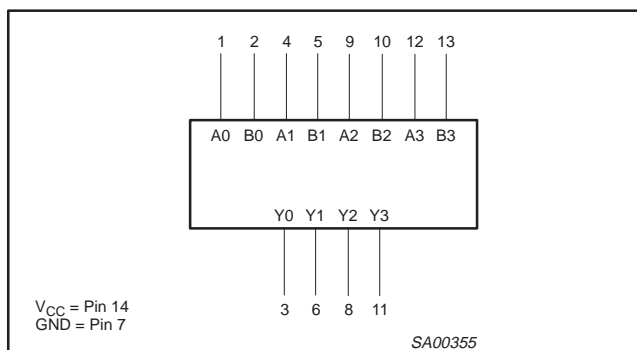 1 2 4 5 9 10 12 13
A0 B0 A1 B1 A2 B2 A3 B3
Y0 Y1 Y2 Y3
3 6 8 11
VCC = Pin 14
GND = Pin 7
SA00355